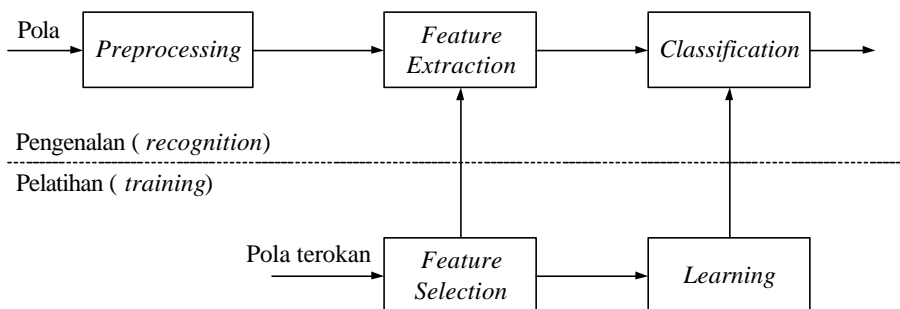 Pola
Preprocessing
Feature
Extraction
Classification
Pengenalan ( recognition)
Pelatihan ( training)
Pola terokan
Feature
Selection
Learning